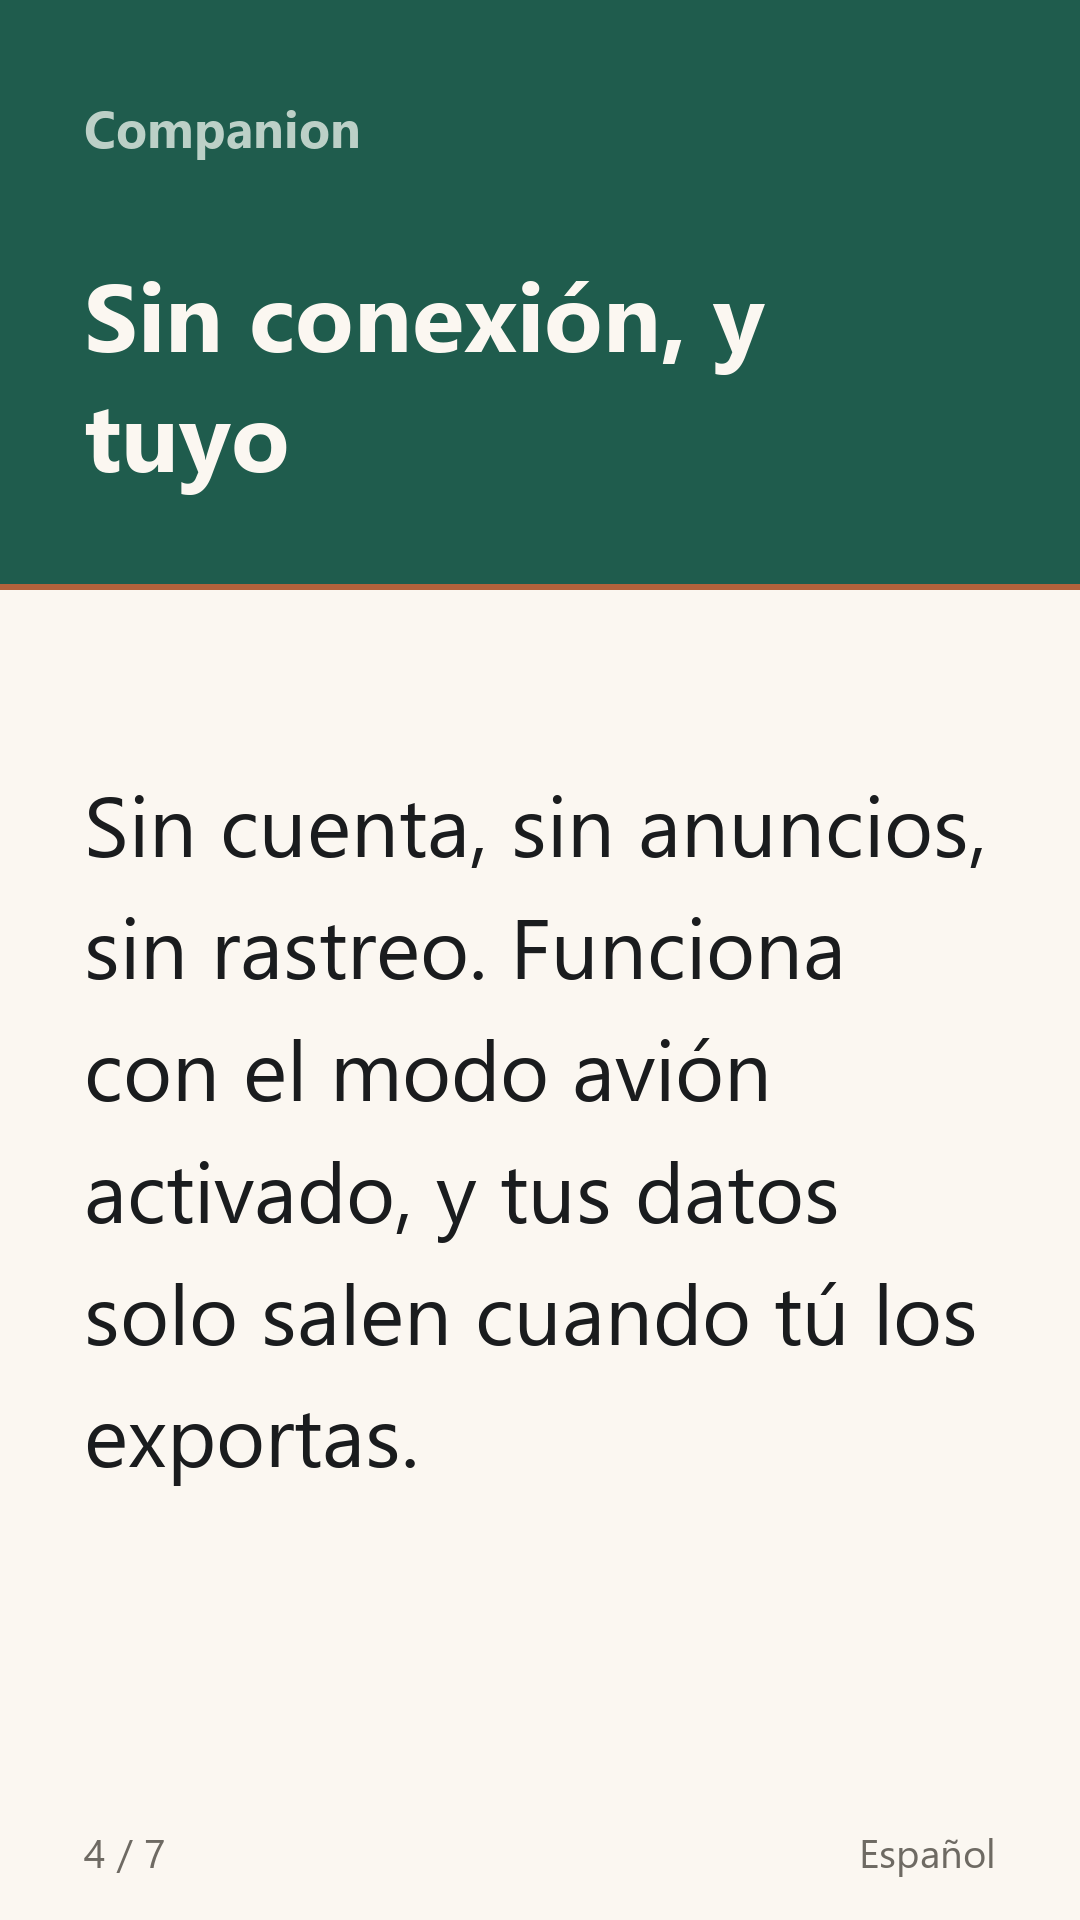 Companion
Sin conexión, y
tuyo
Sin cuenta, sin anuncios,
sin rastreo. Funciona
con el modo avión
activado, y tus datos
solo salen cuando tú los
exportas.
4 / 7
Español